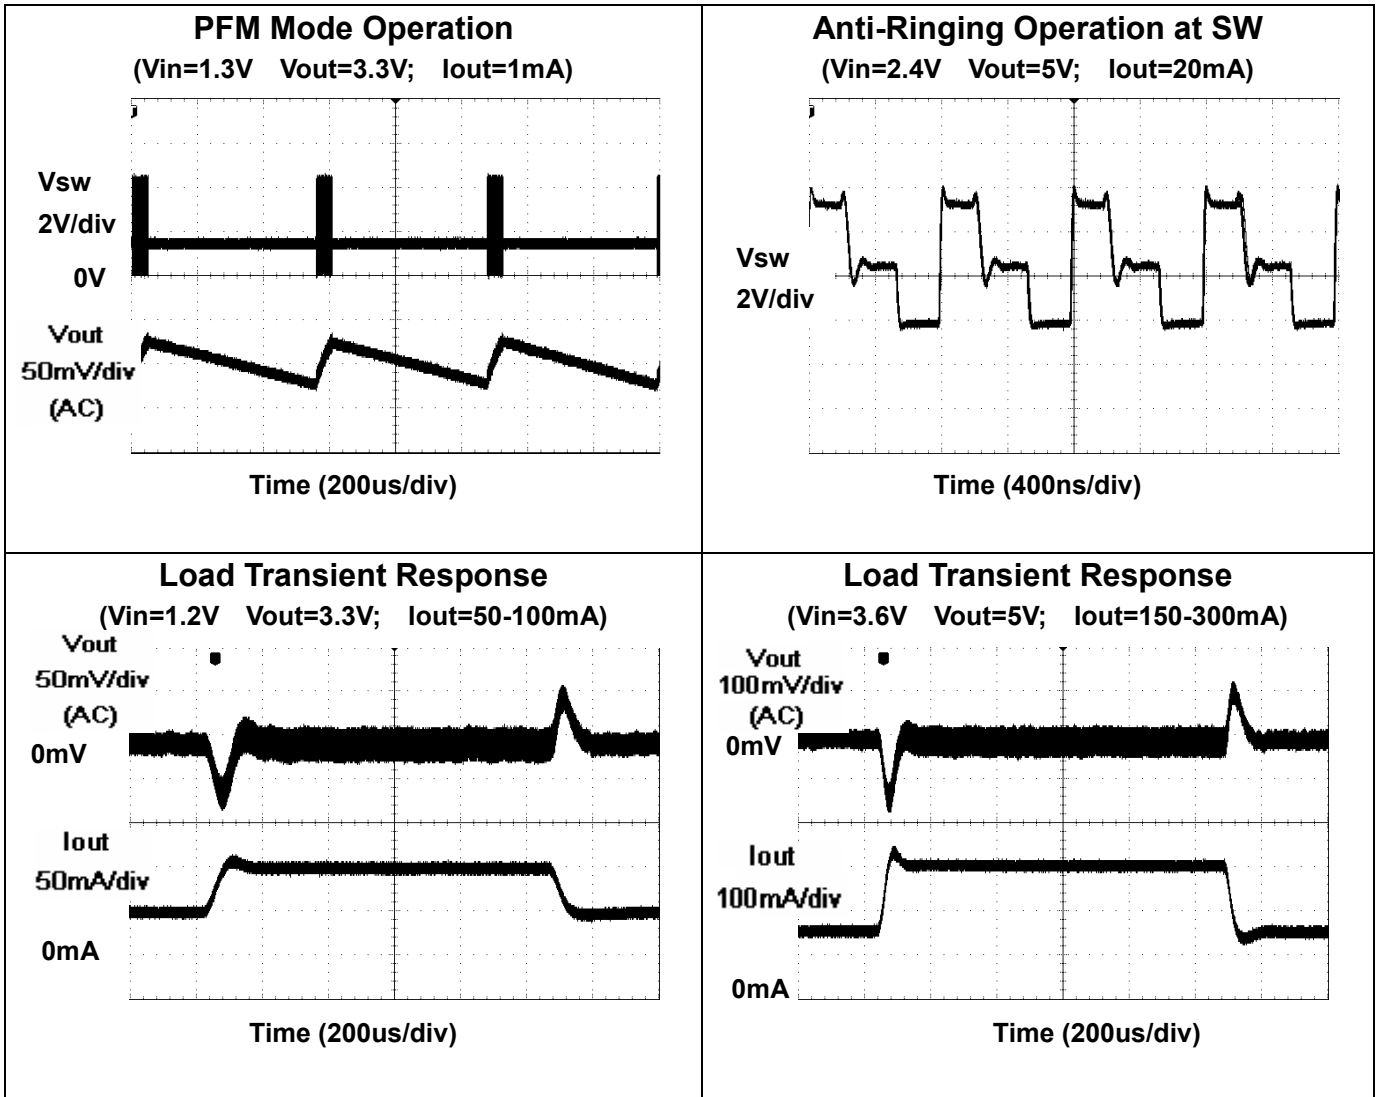 PFM Mode Operation
(Vin=1.3V Vout=3.3V; Iout=1mA)
Vsw
2V/div
0V
Vout
50mV/div
(AC)
Time (200us/div)
Anti-Ringing Operation at SW
(Vin=2.4V Vout=5V; Iout=20mA)
Vsw
2V/div
Time (400ns/div)
Load Transient Response
(Vin=1.2V Vout=3.3V; Iout=50-100mA)
Vout
50mV/div
(AC)
0mV
Iout
50mA/div
0mA
Time (200us/div)
Load Transient Response
(Vin=3.6V Vout=5V; Iout=150-300mA)
Vout
100mV/div
(AC)
0mV
Iout
100mA/div
0mA
Time (200us/div)